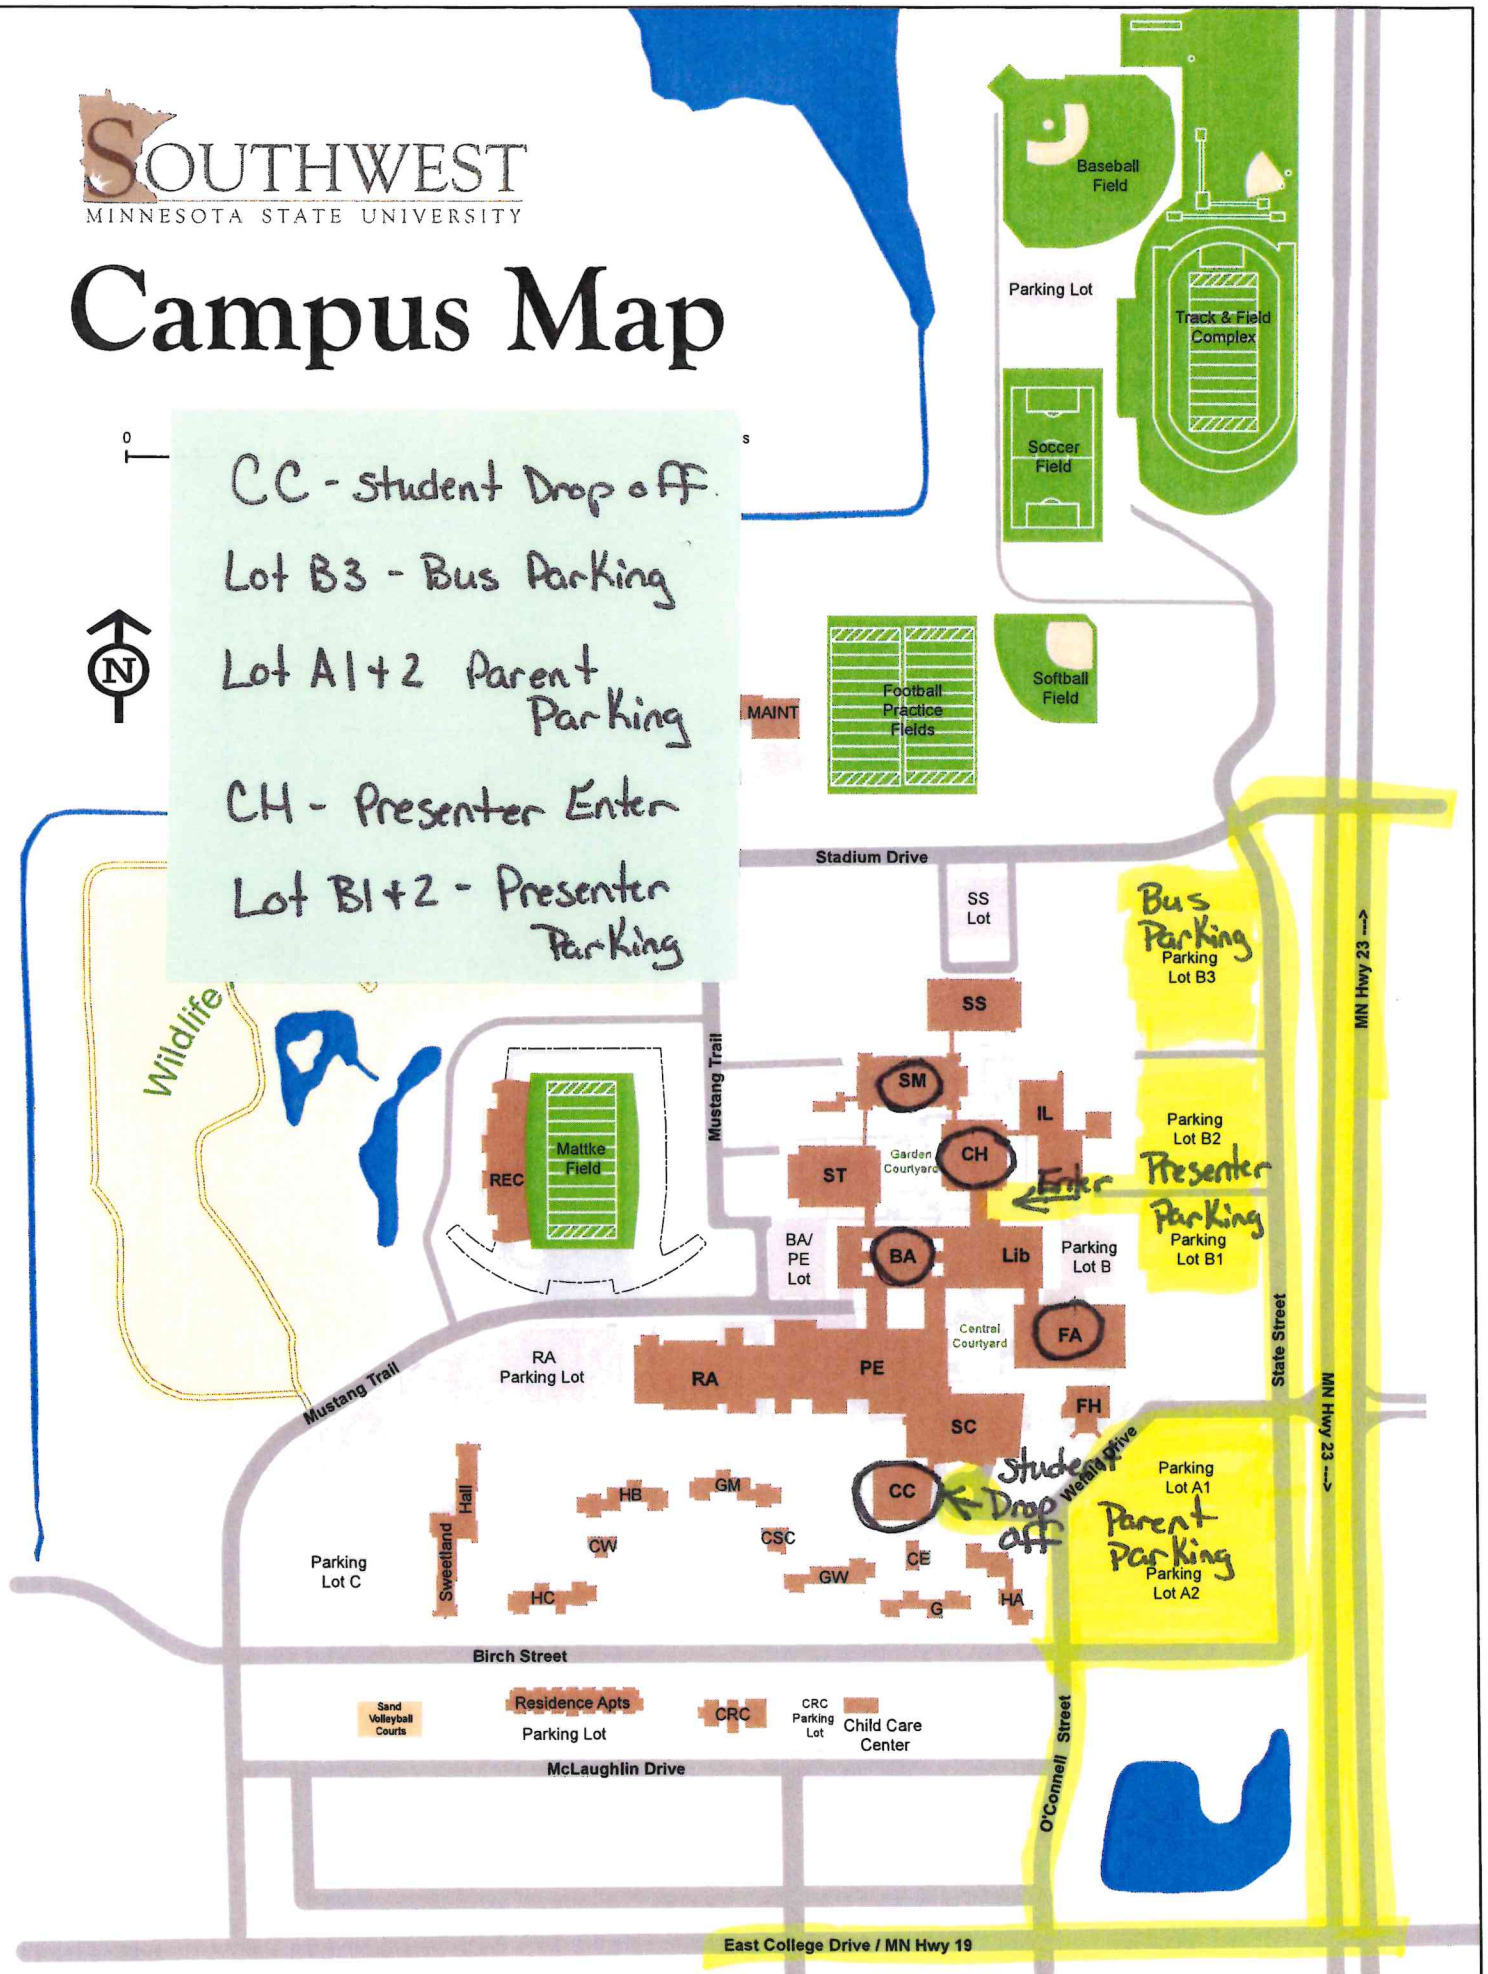 SOUTHWEST
MINNESOTA STATE UNIVERSITY
Campus Map
0
s
CC - Student Drop off.
Lot B3 - Bus Parking
Lot A1+2 Parent
Parking
CH - Presenter Enter
Lot B1+2 - Presenter
Parking
N
Baseball
Field
Parking Lot
Track & Field
Complex
Soccer
Field
Softball
Field
Football
Practice
Fields
MAINT
Stadium Drive
SS
Lot
Bus
Parking
Parking
Lot B3
MN Hwy 23 --->
Wildlife
SS
SM
IL
Mustang Trail
Mattke
Field
REC
ST
Garden
Courtyard
CH
Enter
Parking
Lot B2
Presenter
Parking
Parking
Lot B1
BA/
PE
Lot
BA
Lib
Parking
Lot B
Central
Courtyard
FA
State Street
RA
Parking Lot
RA
PE
Mustang Trail
FH
SC
MN Hwy 23 --->
Werald Drive
Student
Drop
off
CC
Parking
Lot A1
Parent
Parking
Parking
Lot A2
Sweetland
Hall
HB
GM
CW
CSC
CE
GW
HC
G
HA
Parking
Lot C
Birch Street
Sand
Volleyball
Courts
Residence Apts
Parking Lot
CRC
CRC
Parking
Lot
Child Care
Center
McLaughlin Drive
O'Connell Street
East College Drive / MN Hwy 19